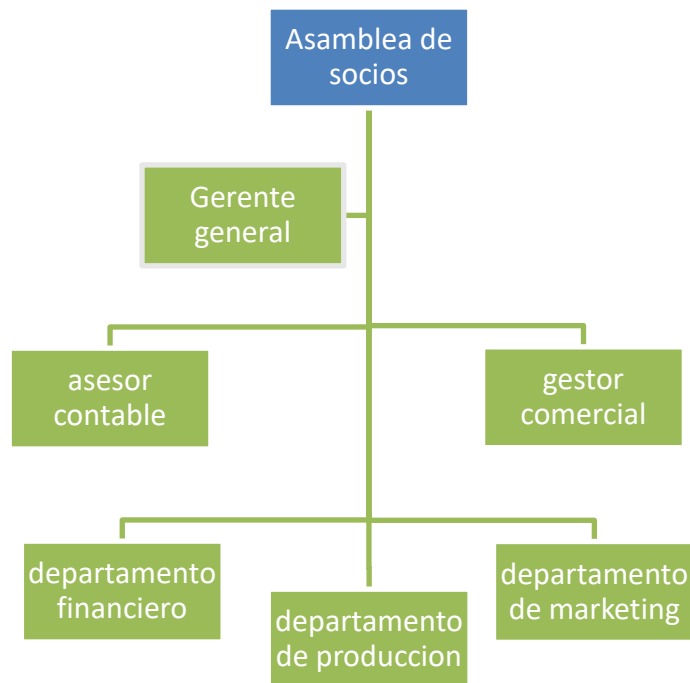 Asamblea de
socios
Gerente
general
asesor
contable
gestor
comercial
departamento
financiero
departamento
de produccion
departamento
de marketing